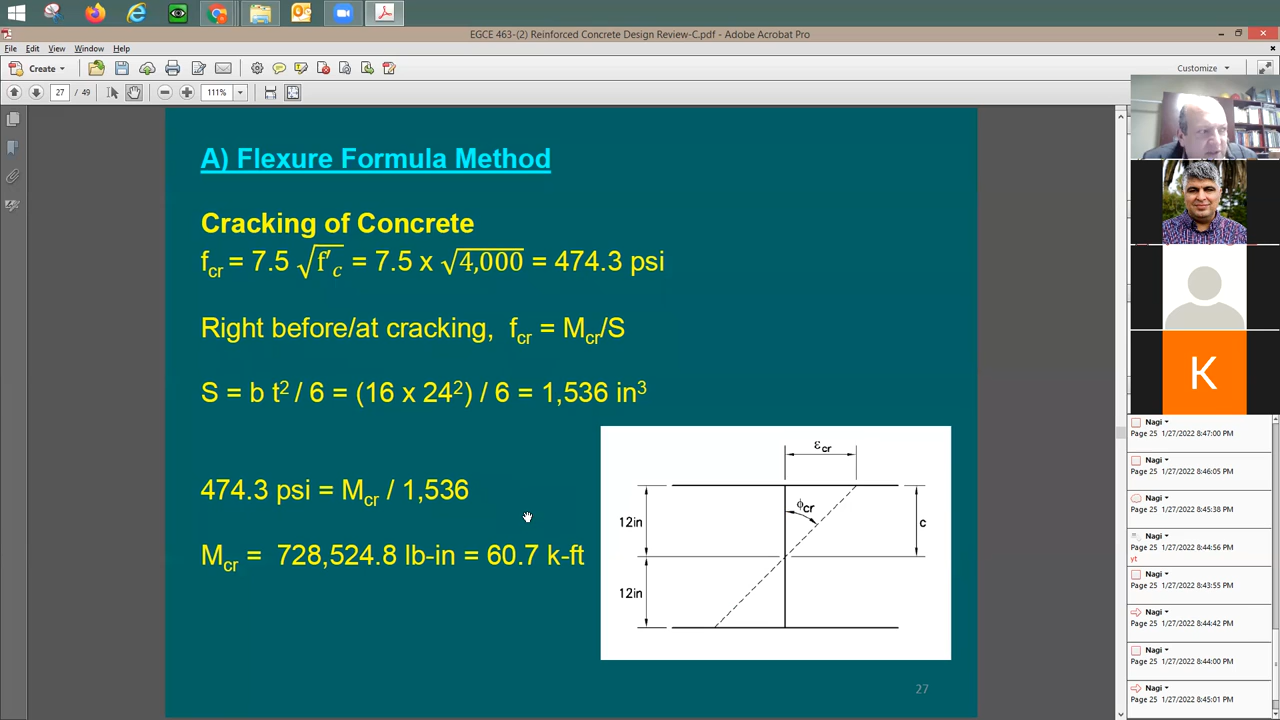 EGCE 463-(2) Reinforced Concrete Design Review-C.pdf - Adobe Acrobat Pro
File Edit View Window Help
Create
Customize
27 / 49
111%
A) Flexure Formula Method
Cracking of Concrete
fcr = 7.5 √f′c = 7.5 x √4,000 = 474.3 psi
Right before/at cracking, fcr = Mcr/S
S = b t² / 6 = (16 x 24²) / 6 = 1,536 in³
474.3 psi = Mcr / 1,536
Mcr = 728,524.8 lb-in = 60.7 k-ft
εcr
ϕcr
12in
c
12in
27
K
Nagi
Page 25 1/27/2022 8:47:00 PM
Nagi
Page 25 1/27/2022 8:46:05 PM
Nagi
Page 25 1/27/2022 8:45:38 PM
Nagi
Page 25 1/27/2022 8:44:56 PM
yt
Nagi
Page 25 1/27/2022 8:43:55 PM
Nagi
Page 25 1/27/2022 8:44:42 PM
Nagi
Page 25 1/27/2022 8:44:00 PM
Nagi
Page 25 1/27/2022 8:45:01 PM